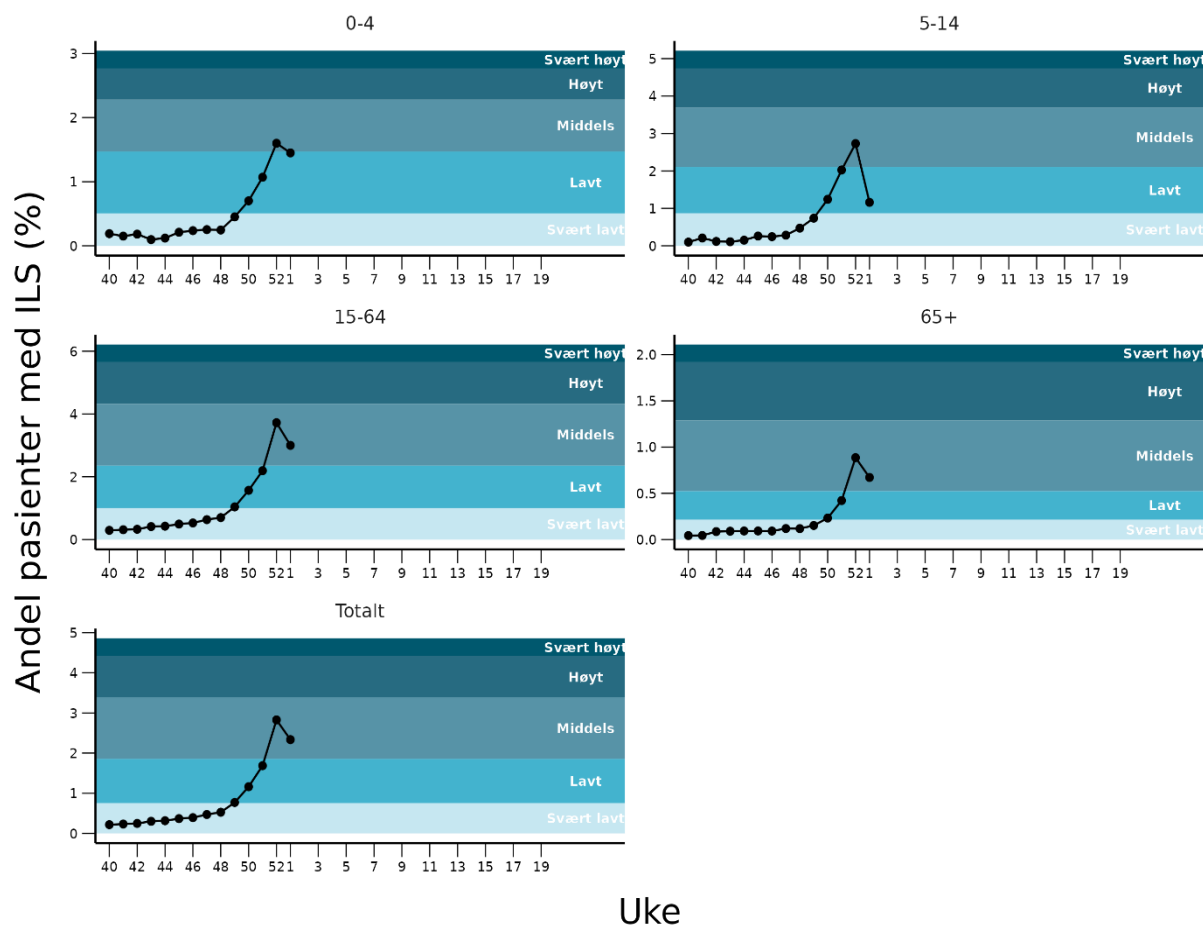 Andel pasienter med ILS (%)
0-4
3
2
1
0
Svært høyt
Høyt
Middels
Lavt
Svært lavt
40 42 44 46 48 50 52 1 3 5 7 9 11 13 15 17 19
5-14
5
4
3
2
1
0
Svært høyt
Høyt
Middels
Lavt
Svært lavt
40 42 44 46 48 50 52 1 3 5 7 9 11 13 15 17 19
15-64
6
4
2
0
Svært høyt
Høyt
Middels
Lavt
Svært lavt
40 42 44 46 48 50 52 1 3 5 7 9 11 13 15 17 19
65+
2.0
1.5
1.0
0.5
0.0
Svært høyt
Høyt
Middels
Lavt
Svært lavt
40 42 44 46 48 50 52 1 3 5 7 9 11 13 15 17 19
Totalt
5
4
3
2
1
0
Svært høyt
Høyt
Middels
Lavt
Svært lavt
40 42 44 46 48 50 52 1 3 5 7 9 11 13 15 17 19
Uke